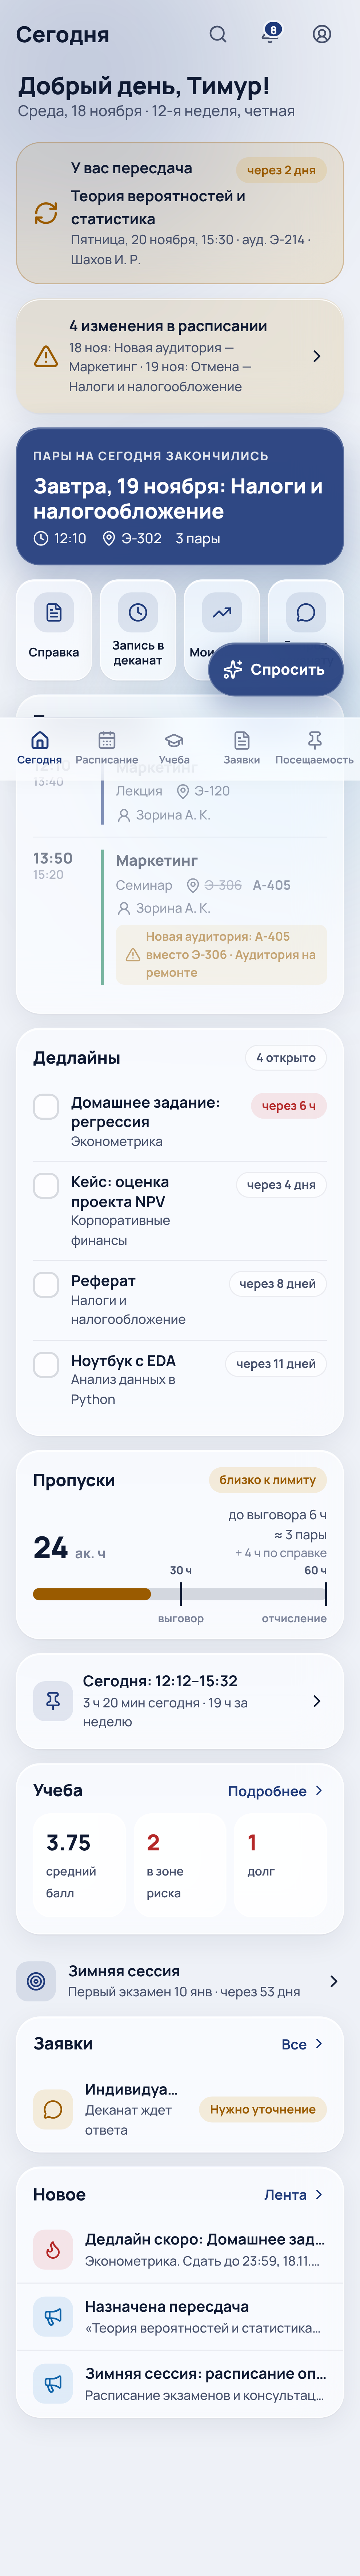 Сегодня
8
Добрый день, Тимур!
Среда, 18 ноября · 12-я неделя, четная
У вас пересдача
через 2 дня
Теория вероятностей и
статистика
Пятница, 20 ноября, 15:30 · ауд. Э-214 ·
Шахов И. Р.
4 изменения в расписании
18 ноя: Новая аудитория —
Маркетинг · 19 ноя: Отмена —
Налоги и налогообложение
ПАРЫ НА СЕГОДНЯ ЗАКОНЧИЛИСЬ
Завтра, 19 ноября: Налоги и
налогообложение
12:10 Э-302 3 пары
Справка
Запись в
деканат
Спросить
Сегодня
Расписание
Учеба
Заявки
Посещаемость
Маркетинг
13:40
Лекция Э-120
Зорина А. К.
13:50
Маркетинг
15:20
Семинар Э-306 А-405
Зорина А. К.
Новая аудитория: А-405
вместо Э-306 · Аудитория на
ремонте
Дедлайны
4 открыто
Домашнее задание:
регрессия
через 6 ч
Эконометрика
Кейс: оценка
проекта NPV
через 4 дня
Корпоративные
финансы
Реферат
через 8 дней
Налоги и
налогообложение
Ноутбук с EDA
через 11 дней
Анализ данных в
Python
Пропуски
близко к лимиту
24 ак. ч
до выговора 6 ч
≈ 3 пары
+ 4 ч по справке
30 ч
60 ч
выговор
отчисление
Сегодня: 12:12–15:32
3 ч 20 мин сегодня · 19 ч за
неделю
Учеба
Подробнее
3.75
средний
балл
2
в зоне
риска
1
долг
Зимняя сессия
Первый экзамен 10 янв · через 53 дня
Заявки
Все
Индивидуа...
Деканат ждет
ответа
Нужно уточнение
Новое
Лента
Дедлайн скоро: Домашнее зад...
Эконометрика. Сдать до 23:59, 18.11....
Назначена пересдача
«Теория вероятностей и статистика...
Зимняя сессия: расписание оп...
Расписание экзаменов и консультац...